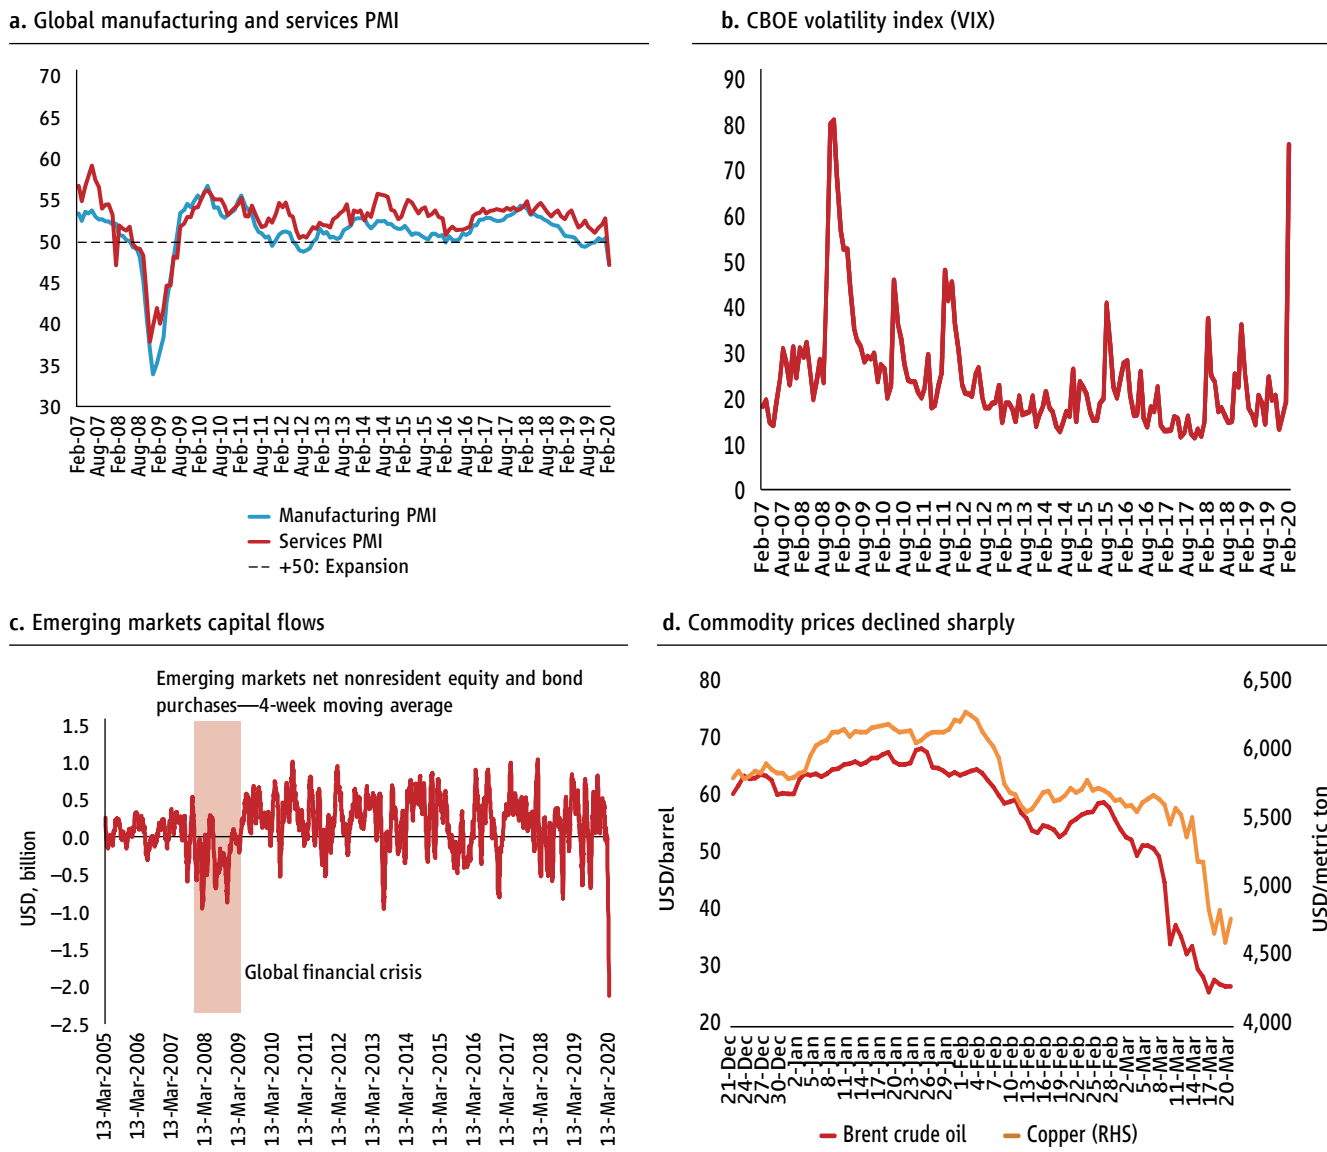 a. Global manufacturing and services PMI
70
65
60
55
50
45
40
35
30
Feb-07
Aug-07
Feb-08
Aug-08
Feb-09
Aug-09
Feb-10
Aug-10
Feb-11
Aug-11
Feb-12
Aug-12
Feb-13
Aug-13
Feb-14
Aug-14
Feb-15
Aug-15
Feb-16
Aug-16
Feb-17
Aug-17
Feb-18
Aug-18
Feb-19
Aug-19
Feb-20
Manufacturing PMI
Services PMI
+50: Expansion
b. CBOE volatility index (VIX)
90
80
70
60
50
40
30
20
10
0
Feb-07
Aug-07
Feb-08
Aug-08
Feb-09
Aug-09
Feb-10
Aug-10
Feb-11
Aug-11
Feb-12
Aug-12
Feb-13
Aug-13
Feb-14
Aug-14
Feb-15
Aug-15
Feb-16
Aug-16
Feb-17
Aug-17
Feb-18
Aug-18
Feb-19
Aug-19
Feb-20
c. Emerging markets capital flows
Emerging markets net nonresident equity and bond
purchases—4-week moving average
USD, billion
1.5
1.0
0.5
0.0
−0.5
−1.0
−1.5
−2.0
−2.5
Global financial crisis
13-Mar-2005
13-Mar-2006
13-Mar-2007
13-Mar-2008
13-Mar-2009
13-Mar-2010
13-Mar-2011
13-Mar-2012
13-Mar-2013
13-Mar-2014
13-Mar-2015
13-Mar-2016
13-Mar-2017
13-Mar-2018
13-Mar-2019
13-Mar-2020
d. Commodity prices declined sharply
USD/barrel
80
70
60
50
40
30
20
6,500
6,000
5,500
5,000
4,500
4,000
USD/metric ton
21-Dec
24-Dec
27-Dec
30-Dec
2-Jan
5-Jan
8-Jan
11-Jan
14-Jan
17-Jan
20-Jan
23-Jan
26-Jan
29-Jan
1-Feb
4-Feb
7-Feb
10-Feb
13-Feb
16-Feb
19-Feb
22-Feb
25-Feb
28-Feb
2-Mar
5-Mar
8-Mar
11-Mar
14-Mar
17-Mar
20-Mar
Brent crude oil
Copper (RHS)